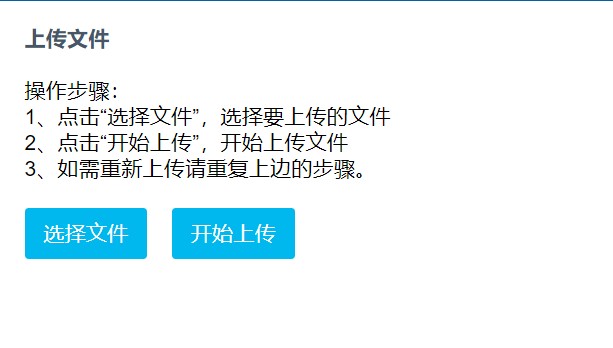 上传文件
操作步骤：
1、点击“选择文件”，选择要上传的文件
2、点击“开始上传”，开始上传文件
3、如需重新上传请重复上边的步骤。
选择文件 开始上传